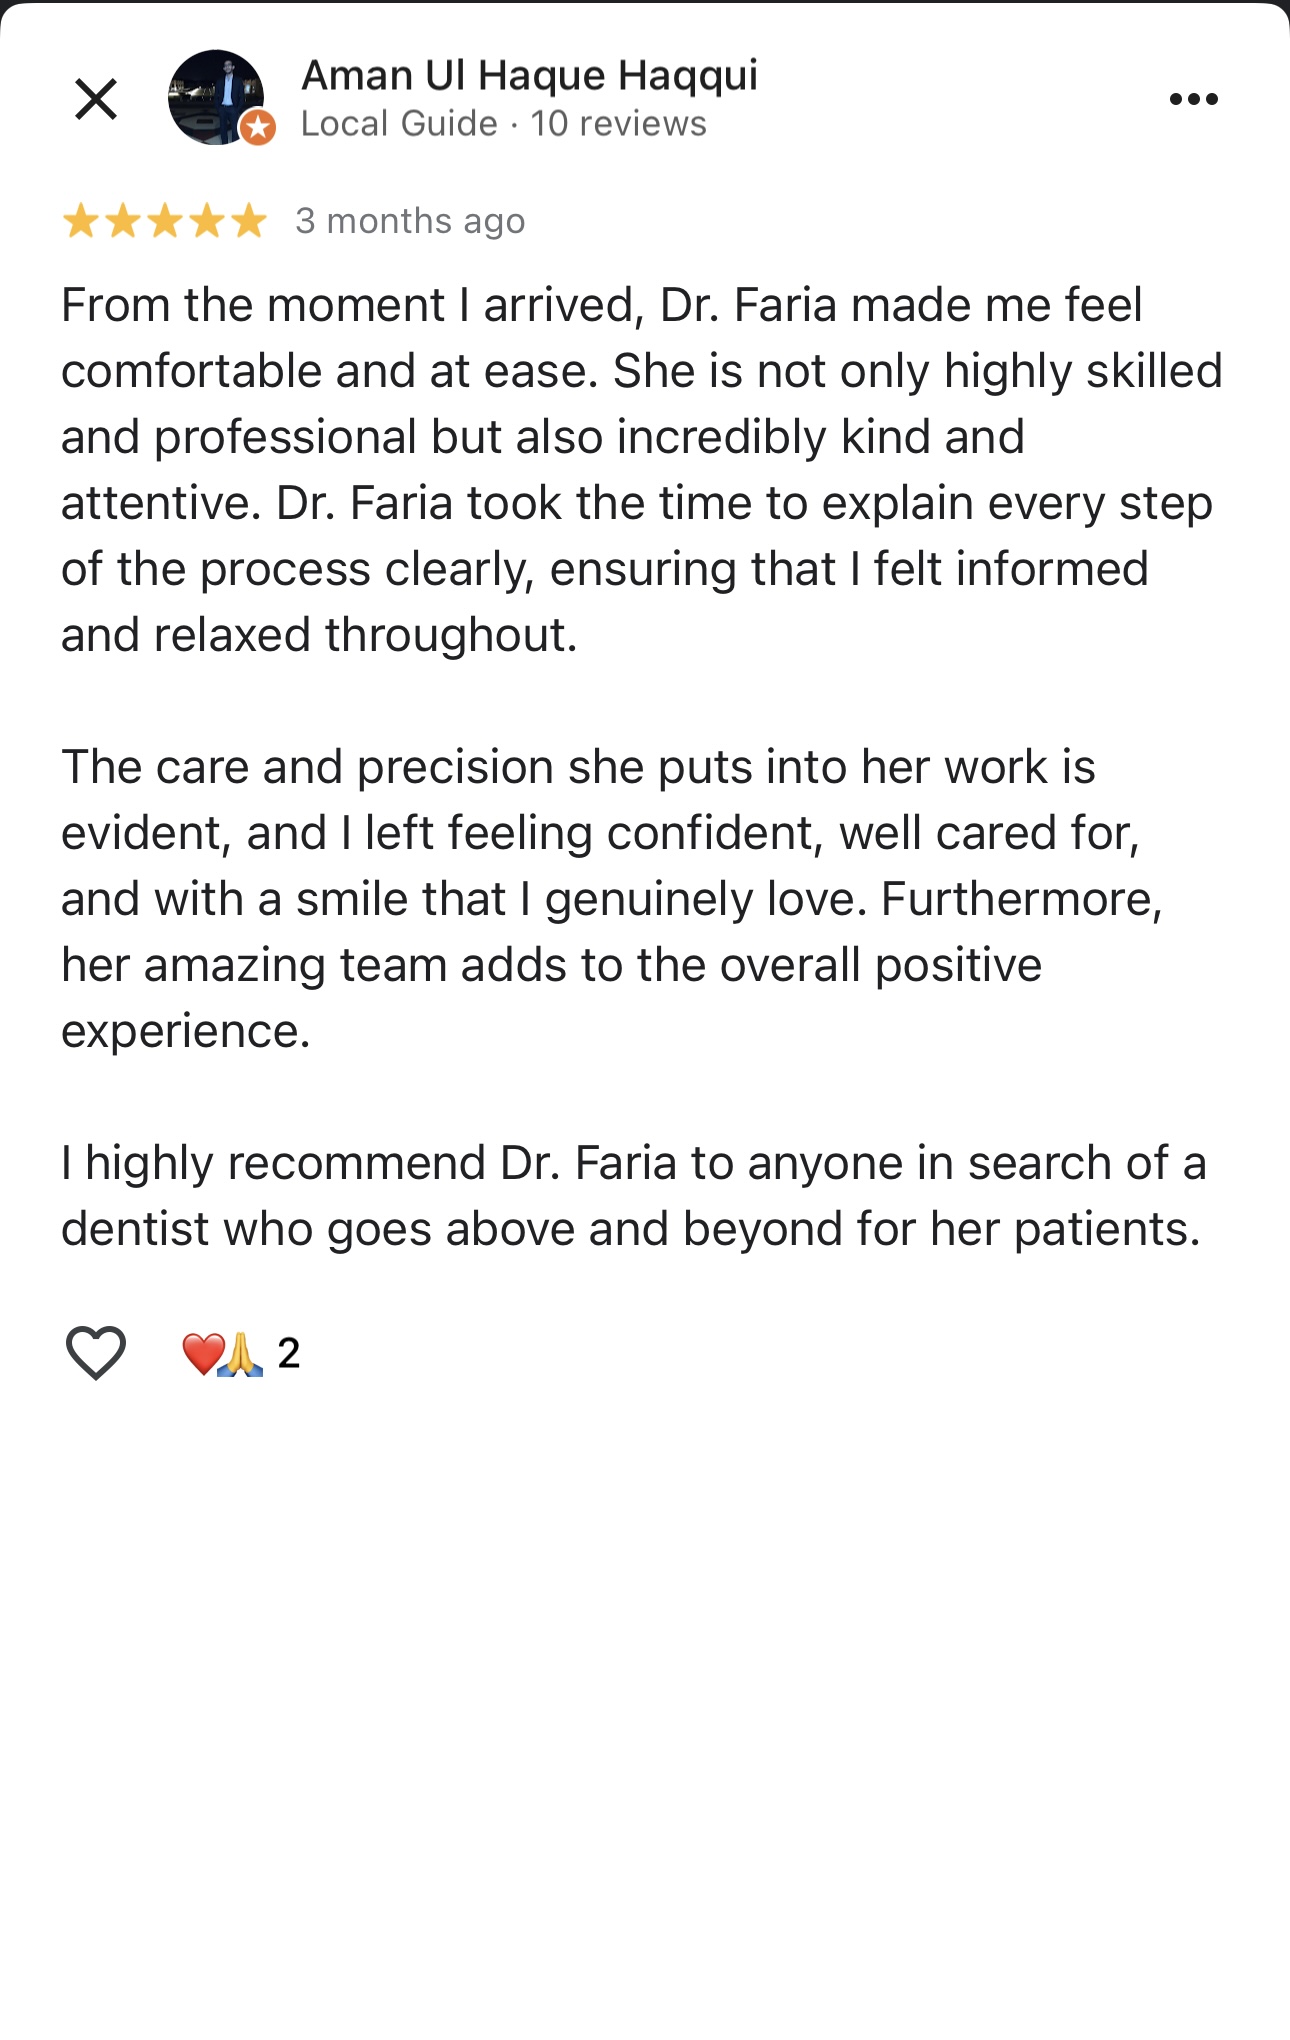 Aman Ul Haque Haqqui
Local Guide · 10 reviews
3 months ago
From the moment I arrived, Dr. Faria made me feel
comfortable and at ease. She is not only highly skilled
and professional but also incredibly kind and
attentive. Dr. Faria took the time to explain every step
of the process clearly, ensuring that I felt informed
and relaxed throughout.
The care and precision she puts into her work is
evident, and I left feeling confident, well cared for,
and with a smile that I genuinely love. Furthermore,
her amazing team adds to the overall positive
experience.
I highly recommend Dr. Faria to anyone in search of a
dentist who goes above and beyond for her patients.
❤️🙏 2